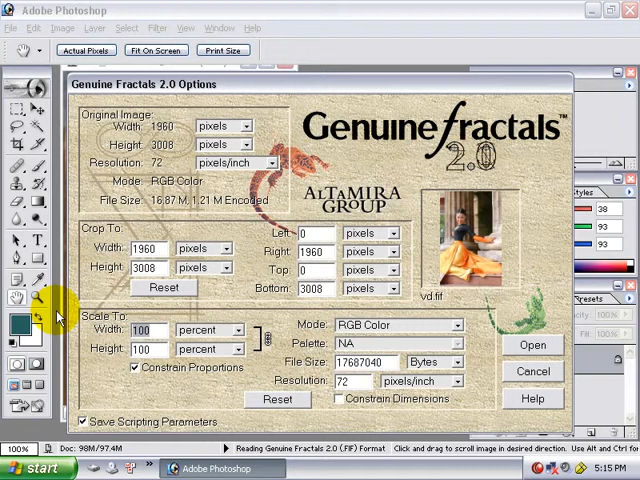 Adobe Photoshop
File Edit Image Layer Select Filter View Window Help
Actual Pixels Fit On Screen Print Size
Genuine Fractals 2.0 Options
Original Image:
Width: 1960 pixels
Height: 3008 pixels
Resolution: 72 pixels/inch
Mode: RGB Color
File Size: 16.87 M, 1.21 M Encoded
Genuine fractals™
2.0
ALTAMIRA
GROUP
Crop To:
Width: 1960 pixels
Height 3008 pixels
Reset
Left: 0 pixels
Right: 1960 pixels
Top: 0 pixels
Bottom: 3008 pixels
vd.fif
Scale To:
Width: 100 percent
Height: 100 percent
Constrain Proportions
Reset
Mode: RGB Color
Palette: NA
File Size: 17687040 Bytes
Resolution: 72 pixels/inch
Constrain Dimensions
Open
Cancel
Help
Save Scripting Parameters
Styles
38
93
93
Presets
100% Doc: 98M/97.4M Reading Genuine Fractals 2.0 (.FIF) Format Click and drag to scroll image in desired direction. Use Alt
start Adobe Photoshop 5:15 PM